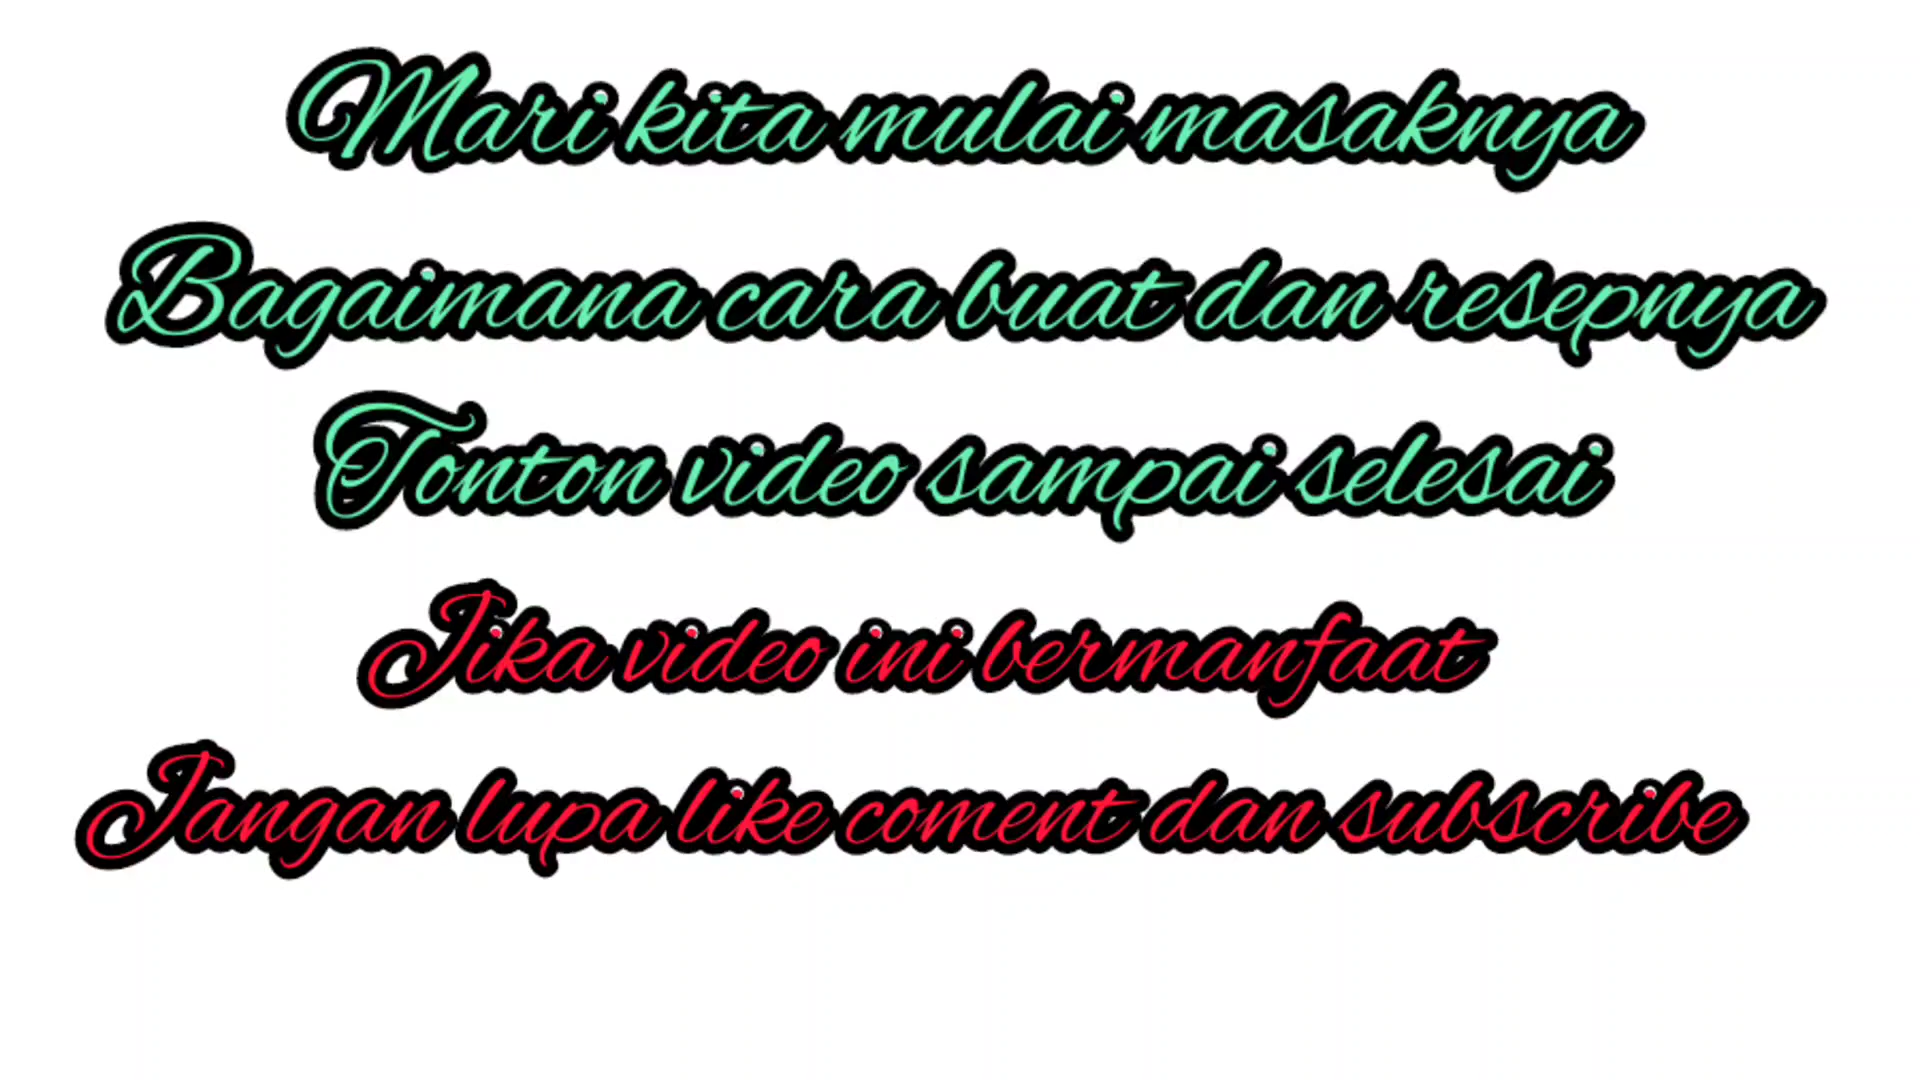 Mari kita mulai masaknya
Bagaimana cara buat dan resepnya
Tonton video sampai selesai
Jika video ini bermanfaat
Jangan lupa like coment dan subscribe